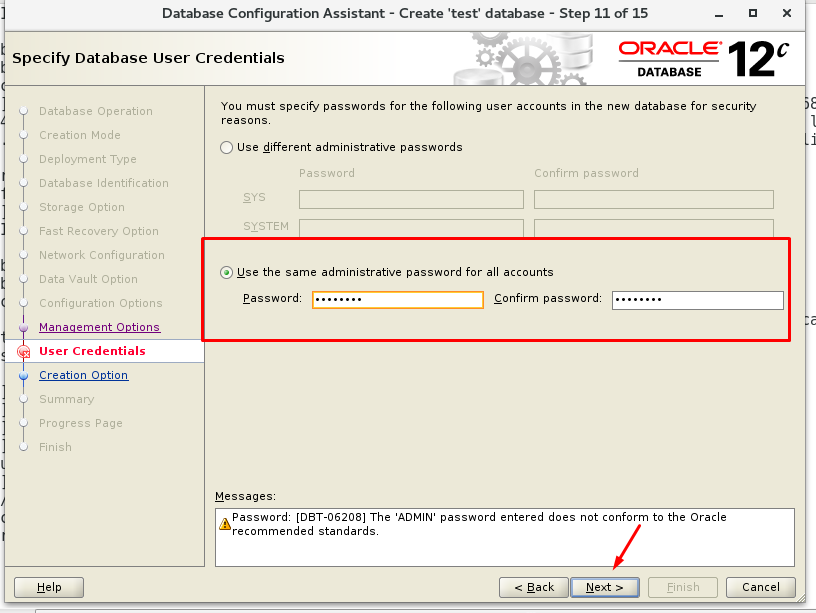 Database Configuration Assistant - Create 'test' database - Step 11 of 15
Specify Database User Credentials
ORACLE®
DATABASE
12c
Database Operation
Creation Mode
Deployment Type
Database Identification
Storage Option
Fast Recovery Option
Network Configuration
Data Vault Option
Configuration Options
Management Options
User Credentials
Creation Option
Summary
Progress Page
Finish
You must specify passwords for the following user accounts in the new database for security
reasons.
Use different administrative passwords
Password Confirm password
SYS
SYSTEM
Use the same administrative password for all accounts
Password: •••••••• Confirm password: ••••••••
Messages:
Password: [DBT-06208] The 'ADMIN' password entered does not conform to the Oracle
recommended standards.
Help < Back Next > Finish Cancel